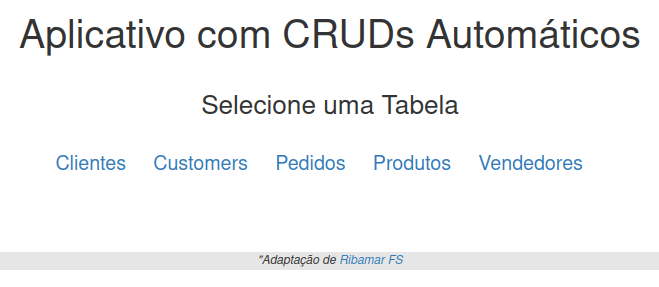 Aplicativo com CRUDs Automáticos
Selecione uma Tabela
Clientes Customers Pedidos Produtos Vendedores
"Adaptação de Ribamar FS